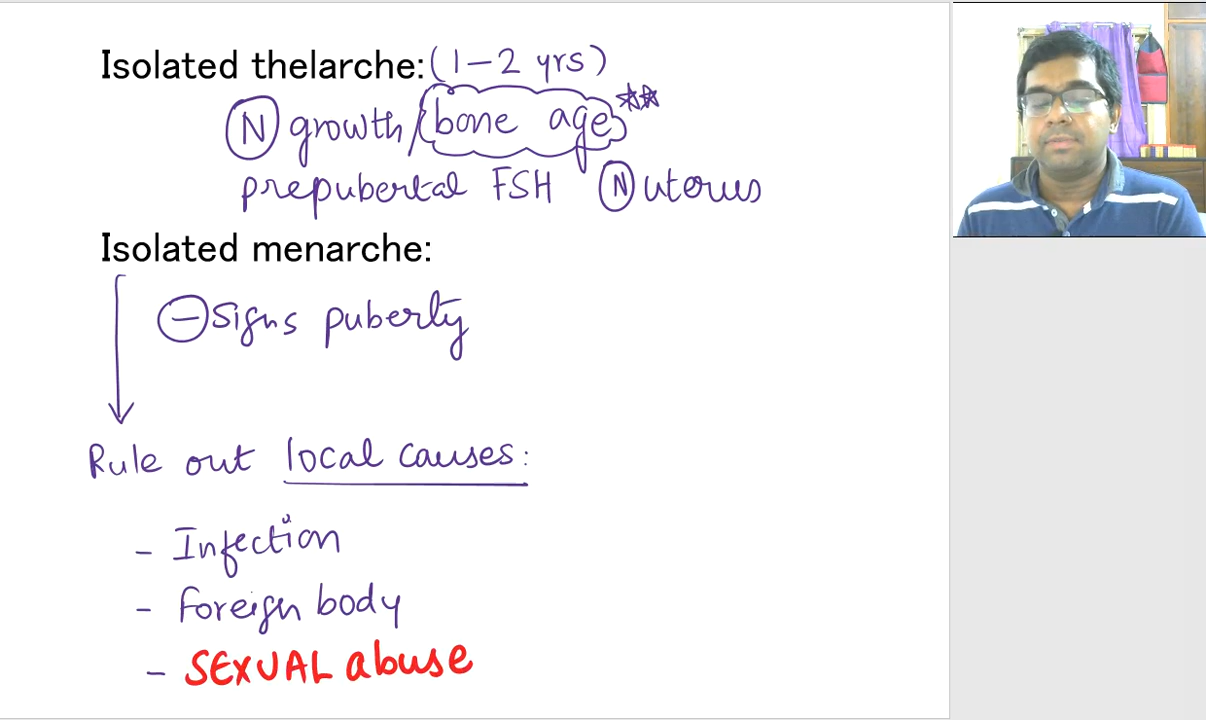 Isolated thelarche: (1-2 yrs)
N growth/bone age**
prepubertal FSH N uterus
Isolated menarche:
- signs puberty
Rule out local causes:
- Infection
- Foreign body
- SEXUAL abuse